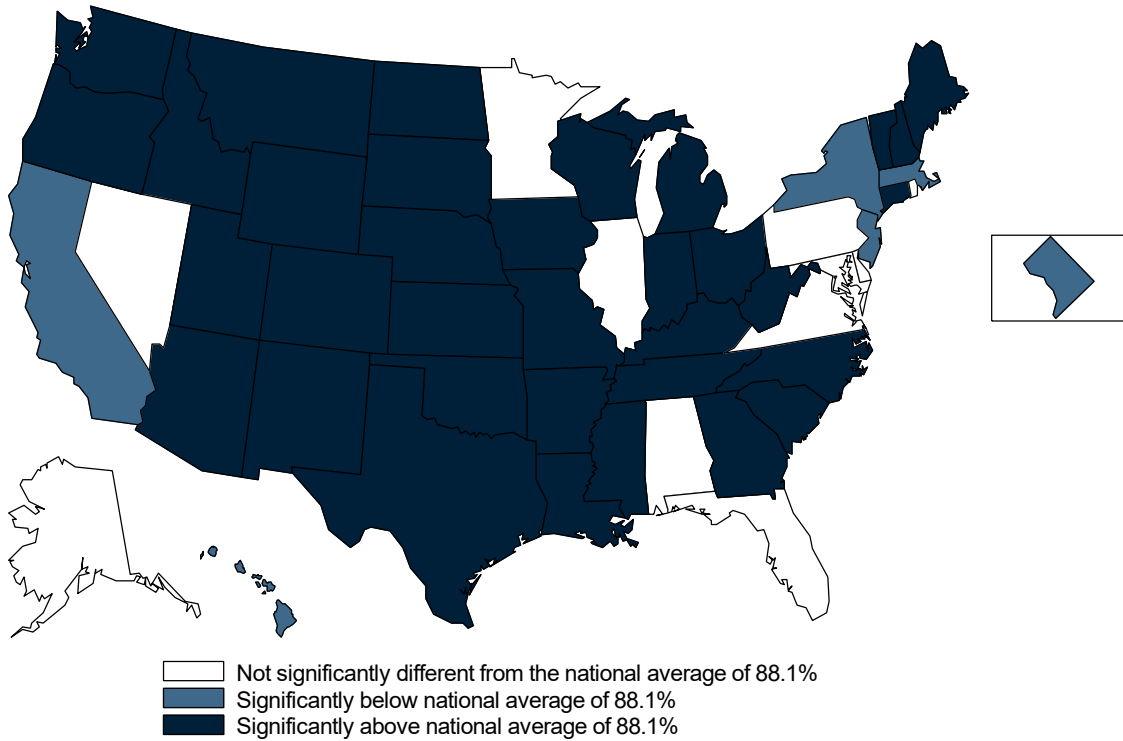 Not significantly different from the national average of 88.1%
Significantly below national average of 88.1%
Significantly above national average of 88.1%